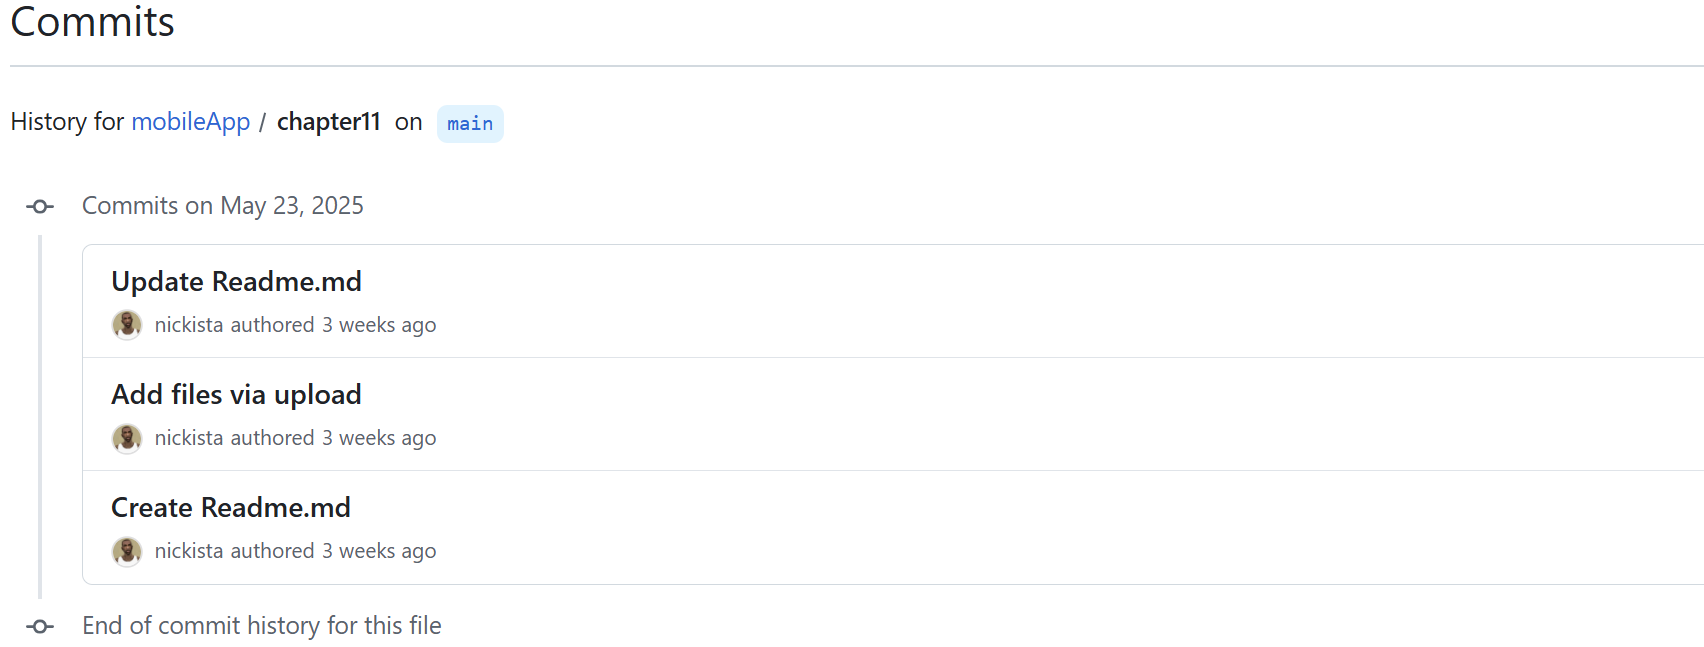 Commits
History for mobileApp / chapter11 on main
Commits on May 23, 2025
Update Readme.md
nickista authored 3 weeks ago
Add files via upload
nickista authored 3 weeks ago
Create Readme.md
nickista authored 3 weeks ago
End of commit history for this file